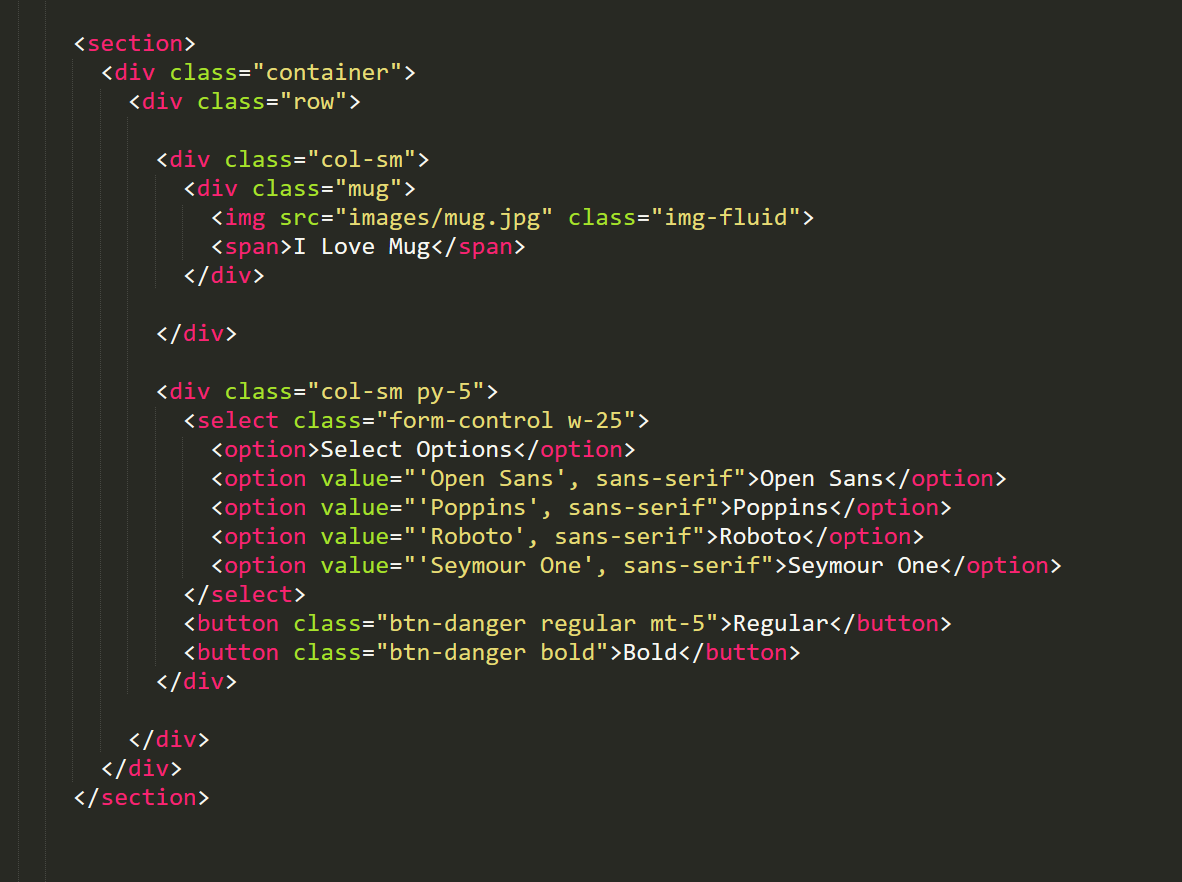 <section>
<div class="container">
<div class="row">
<div class="col-sm">
<div class="mug">
<img src="images/mug.jpg" class="img-fluid">
<span>I Love Mug</span>
</div>
</div>
<div class="col-sm py-5">
<select class="form-control w-25">
<option>Select Options</option>
<option value="'Open Sans', sans-serif">Open Sans</option>
<option value="'Poppins', sans-serif">Poppins</option>
<option value="'Roboto', sans-serif">Roboto</option>
<option value="'Seymour One', sans-serif">Seymour One</option>
</select>
<button class="btn-danger regular mt-5">Regular</button>
<button class="btn-danger bold">Bold</button>
</div>
</div>
</div>
</section>